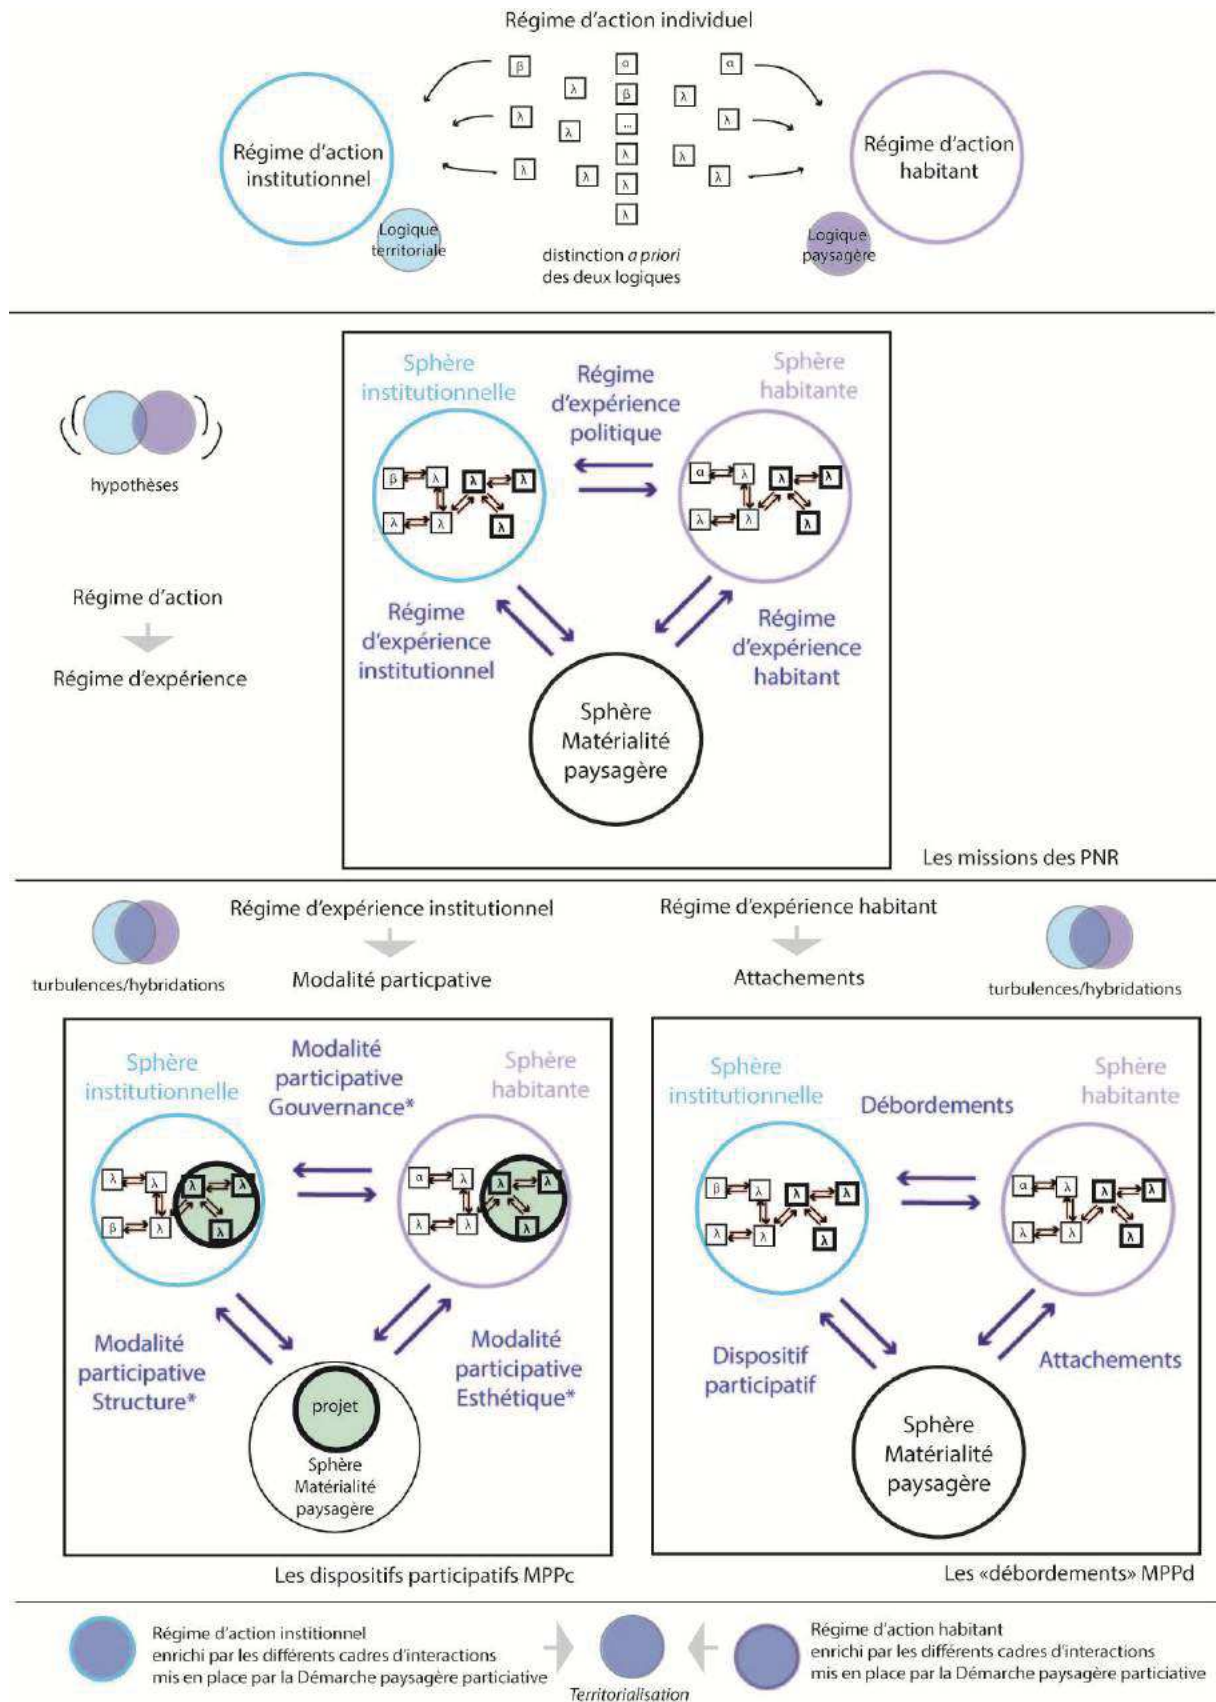 Régime d'action individuel
β
α
α
λ
β
λ
λ
λ
...
λ
λ
λ
λ
λ
λ
λ
λ
λ
Régime d'action
institutionnel
Régime d'action
habitant
Logique
territoriale
Logique
paysagère
distinction a priori
des deux logiques
Sphère
institutionnelle
Régime
d'expérience
politique
Sphère
habitante
hypothèses
β
λ
λ
λ
λ
λ
λ
α
λ
λ
λ
λ
λ
λ
Régime d'action
Régime d'expérience
Régime
d'expérience
institutionnel
Régime
d'expérience
habitant
Sphère
Matérialité
paysagère
Les missions des PNR
Régime d'expérience institutionnel
Régime d'expérience habitant
turbulences/hybridations
Modalité particpative
Attachements
turbulences/hybridations
Sphère
institutionnelle
Modalité
participative
Gouvernance*
Sphère
habitante
λ
λ
λ
λ
β
λ
λ
α
λ
λ
λ
λ
λ
λ
Modalité
participative
Structure*
Modalité
participative
Esthétique*
projet
Sphère
Matérialité
paysagère
Les dispositifs participatifs MPPc
Sphère
institutionnelle
Débordements
Sphère
habitante
β
λ
λ
λ
λ
λ
λ
α
λ
λ
λ
λ
λ
λ
Dispositif
participatif
Attachements
Sphère
Matérialité
paysagère
Les «débordements» MPPd
Régime d'action institionnel
enrichi par les différents cadres d'interactions
mis en place par la Démarche paysagère particiative
Territorialisation
Régime d'action habitant
enrichi par les différents cadres d'interactions
mis en place par la Démarche paysagère particiative